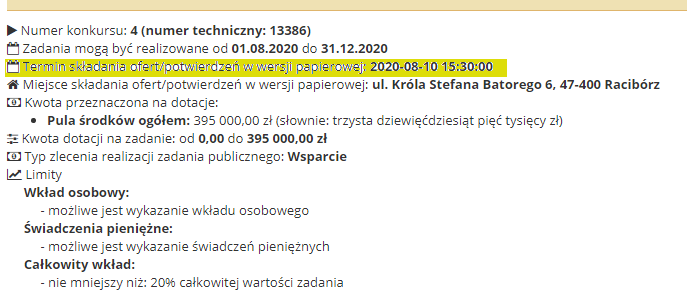 Numer konkursu: 4 (numer techniczny: 13386)
Zadania mogą być realizowane od 01.08.2020 do 31.12.2020
Termin składania ofert/potwierdzeń w wersji papierowej: 2020-08-10 15:30:00
Miejsce składania ofert/potwierdzeń w wersji papierowej: ul. Króla Stefana Batorego 6, 47-400 Racibórz
Kwota przeznaczona na dotacje:
• Pula środków ogółem: 395 000,00 zł (słownie: trzysta dziewięćdziesiąt pięć tysięcy zł)
Kwota dotacji na zadanie: od 0,00 do 395 000,00 zł
Typ zlecenia realizacji zadania publicznego: Wsparcie
Limity
Wkład osobowy:
- możliwe jest wykazanie wkładu osobowego
Świadczenia pieniężne:
- możliwe jest wykazanie świadczeń pieniężnych
Całkowity wkład:
- nie mniejszy niż: 20% całkowitej wartości zadania